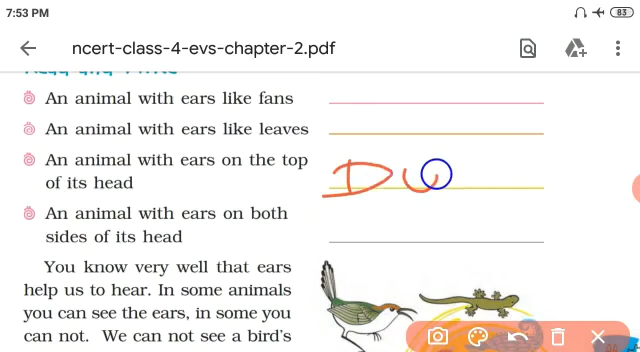 7:53 PM
83
ncert-class-4-evs-chapter-2.pdf
An animal with ears like fans
An animal with ears like leaves
An animal with ears on the top
of its head
D
An animal with ears on both
sides of its head
You know very well that ears
help us to hear. In some animals
you can see the ears, in some you
can not. We can not see a bird's